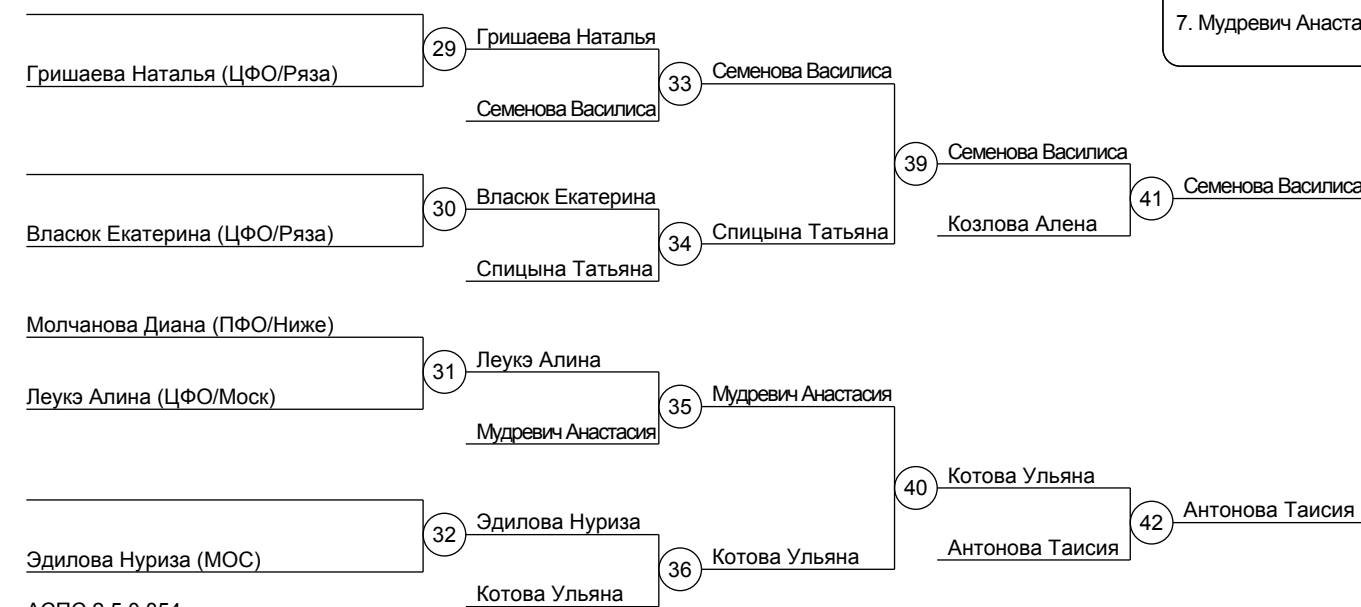 7. Мудревич Анаста
29
Гришаева Наталья
Гришаева Наталья (ЦФО/Ряза)
33
Семенова Василиса
Семенова Василиса
39
Семенова Василиса
30
Власюк Екатерина
41
Семенова Василиса
Власюк Екатерина (ЦФО/Ряза)
34
Спицына Татьяна
Козлова Алена
Спицына Татьяна
Молчанова Диана (ПФО/Ниже)
31
Леукэ Алина
Леукэ Алина (ЦФО/Моск)
35
Мудревич Анастасия
Мудревич Анастасия
40
Котова Ульяна
32
Эдилова Нуриза
42
Антонова Таисия
Эдилова Нуриза (МОС)
36
Котова Ульяна
Антонова Таисия
Котова Ульяна